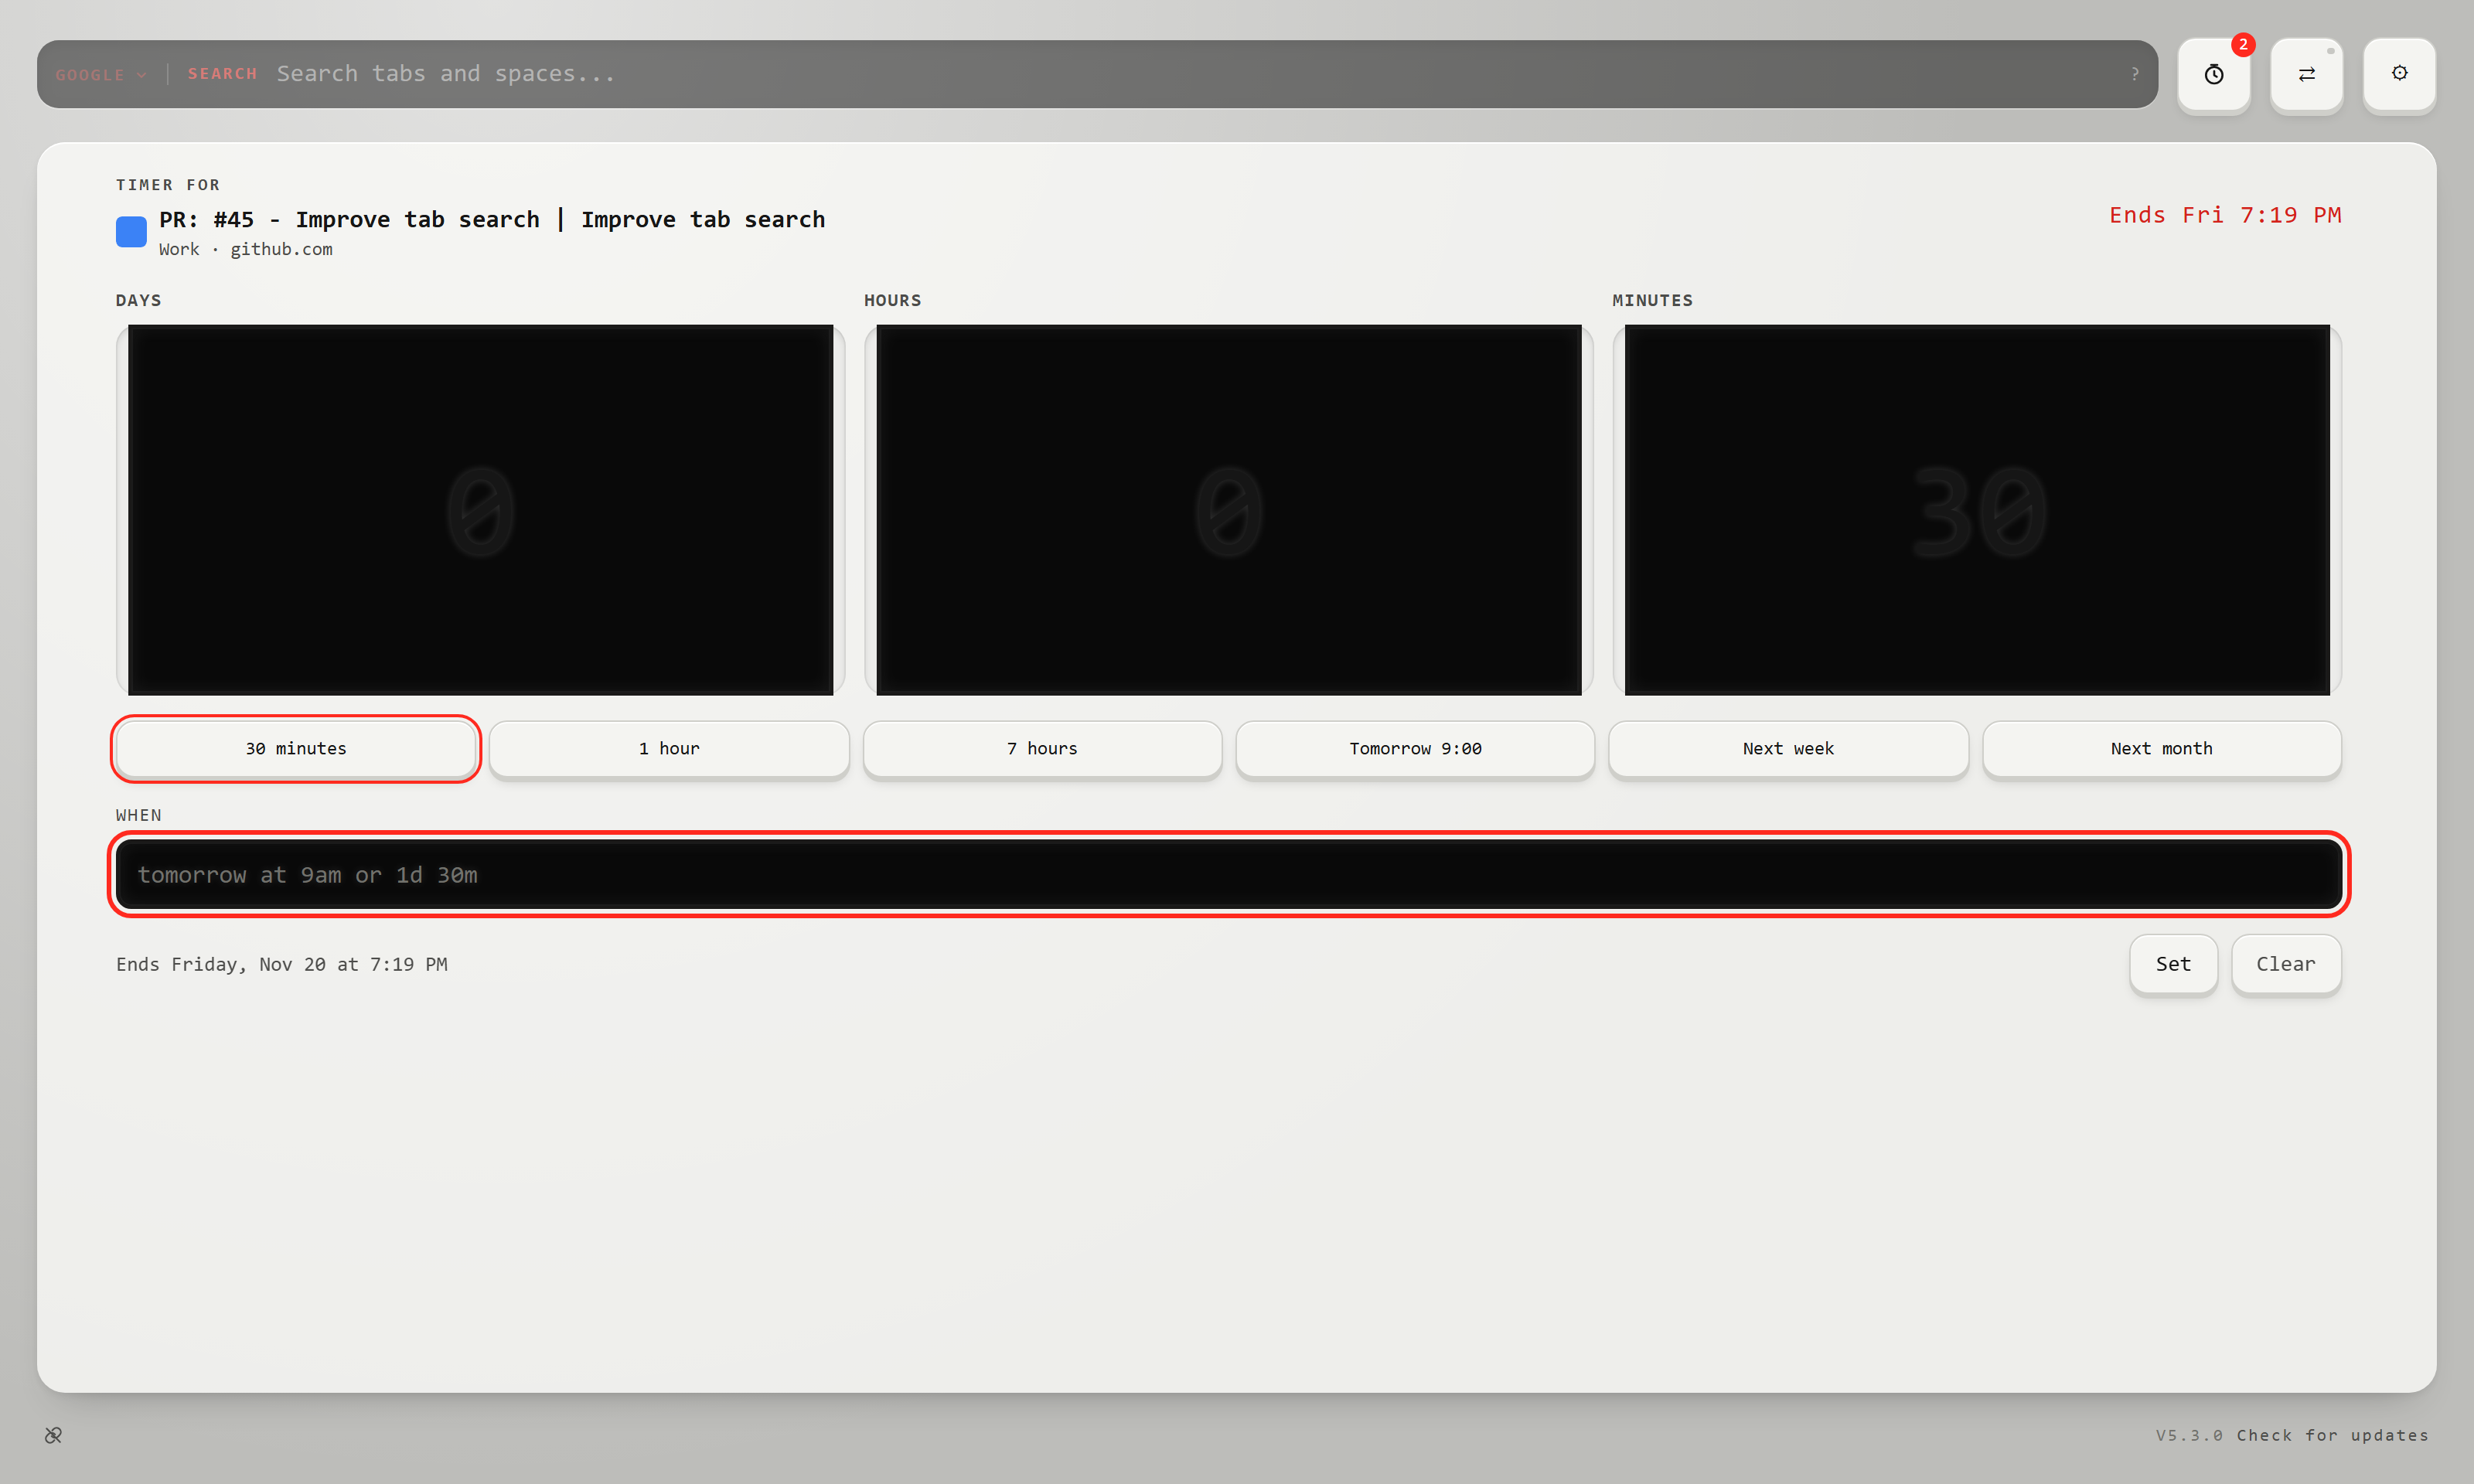 GOOGLE SEARCH Search tabs and spaces... ?
2
TIMER FOR
PR: #45 - Improve tab search | Improve tab search
Work · github.com
Ends Fri 7:19 PM
DAYS HOURS MINUTES
0 0 30
30 minutes 1 hour 7 hours Tomorrow 9:00 Next week Next month
WHEN
tomorrow at 9am or 1d 30m
Ends Friday, Nov 20 at 7:19 PM
Set Clear
V5.3.0 Check for updates